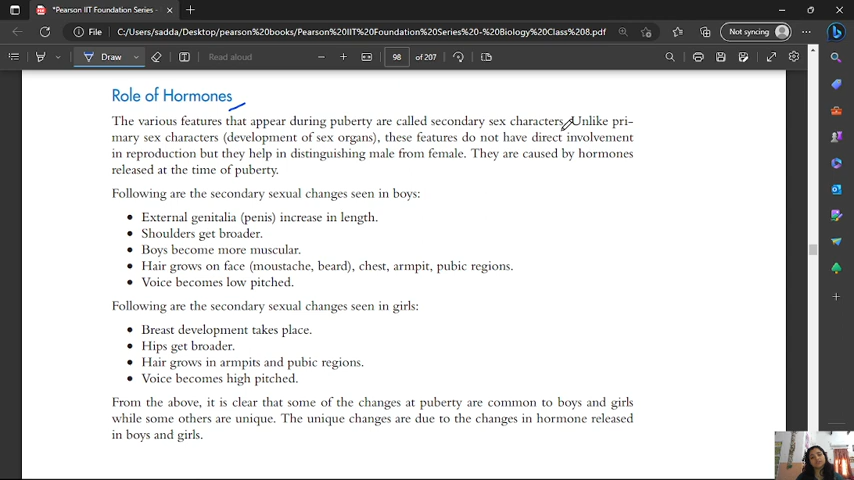 *Pearson IIT Foundation Series -
File
C:/Users/sadda/Desktop/pearson%20books/Pearson%20IIT%20Foundation%20Series%20-%20Biology%20Class%208.pdf
Not syncing
Draw
Read aloud
98
of 207
Role of Hormones
The various features that appear during puberty are called secondary sex characters. Unlike pri-
mary sex characters (development of sex organs), these features do not have direct involvement
in reproduction but they help in distinguishing male from female. They are caused by hormones
released at the time of puberty.
Following are the secondary sexual changes seen in boys:
• External genitalia (penis) increase in length.
• Shoulders get broader.
• Boys become more muscular.
• Hair grows on face (moustache, beard), chest, armpit, pubic regions.
• Voice becomes low pitched.
Following are the secondary sexual changes seen in girls:
• Breast development takes place.
• Hips get broader.
• Hair grows in armpits and pubic regions.
• Voice becomes high pitched.
From the above, it is clear that some of the changes at puberty are common to boys and girls
while some others are unique. The unique changes are due to the changes in hormone released
in boys and girls.